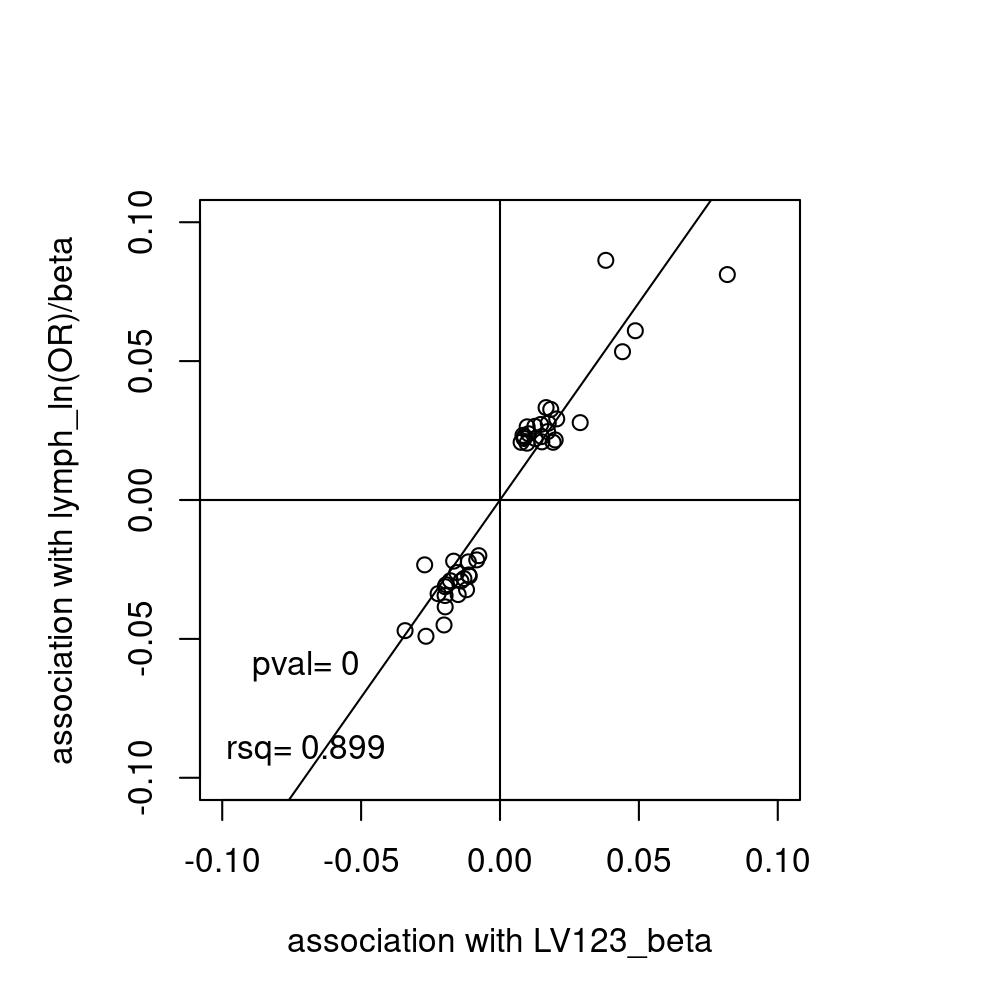 association with lymph_ln(OR)/beta
0.10
0.05
0.00
-0.05
-0.10
pval= 0
rsq= 0.899
-0.10 -0.05 0.00 0.05 0.10
association with LV123_beta